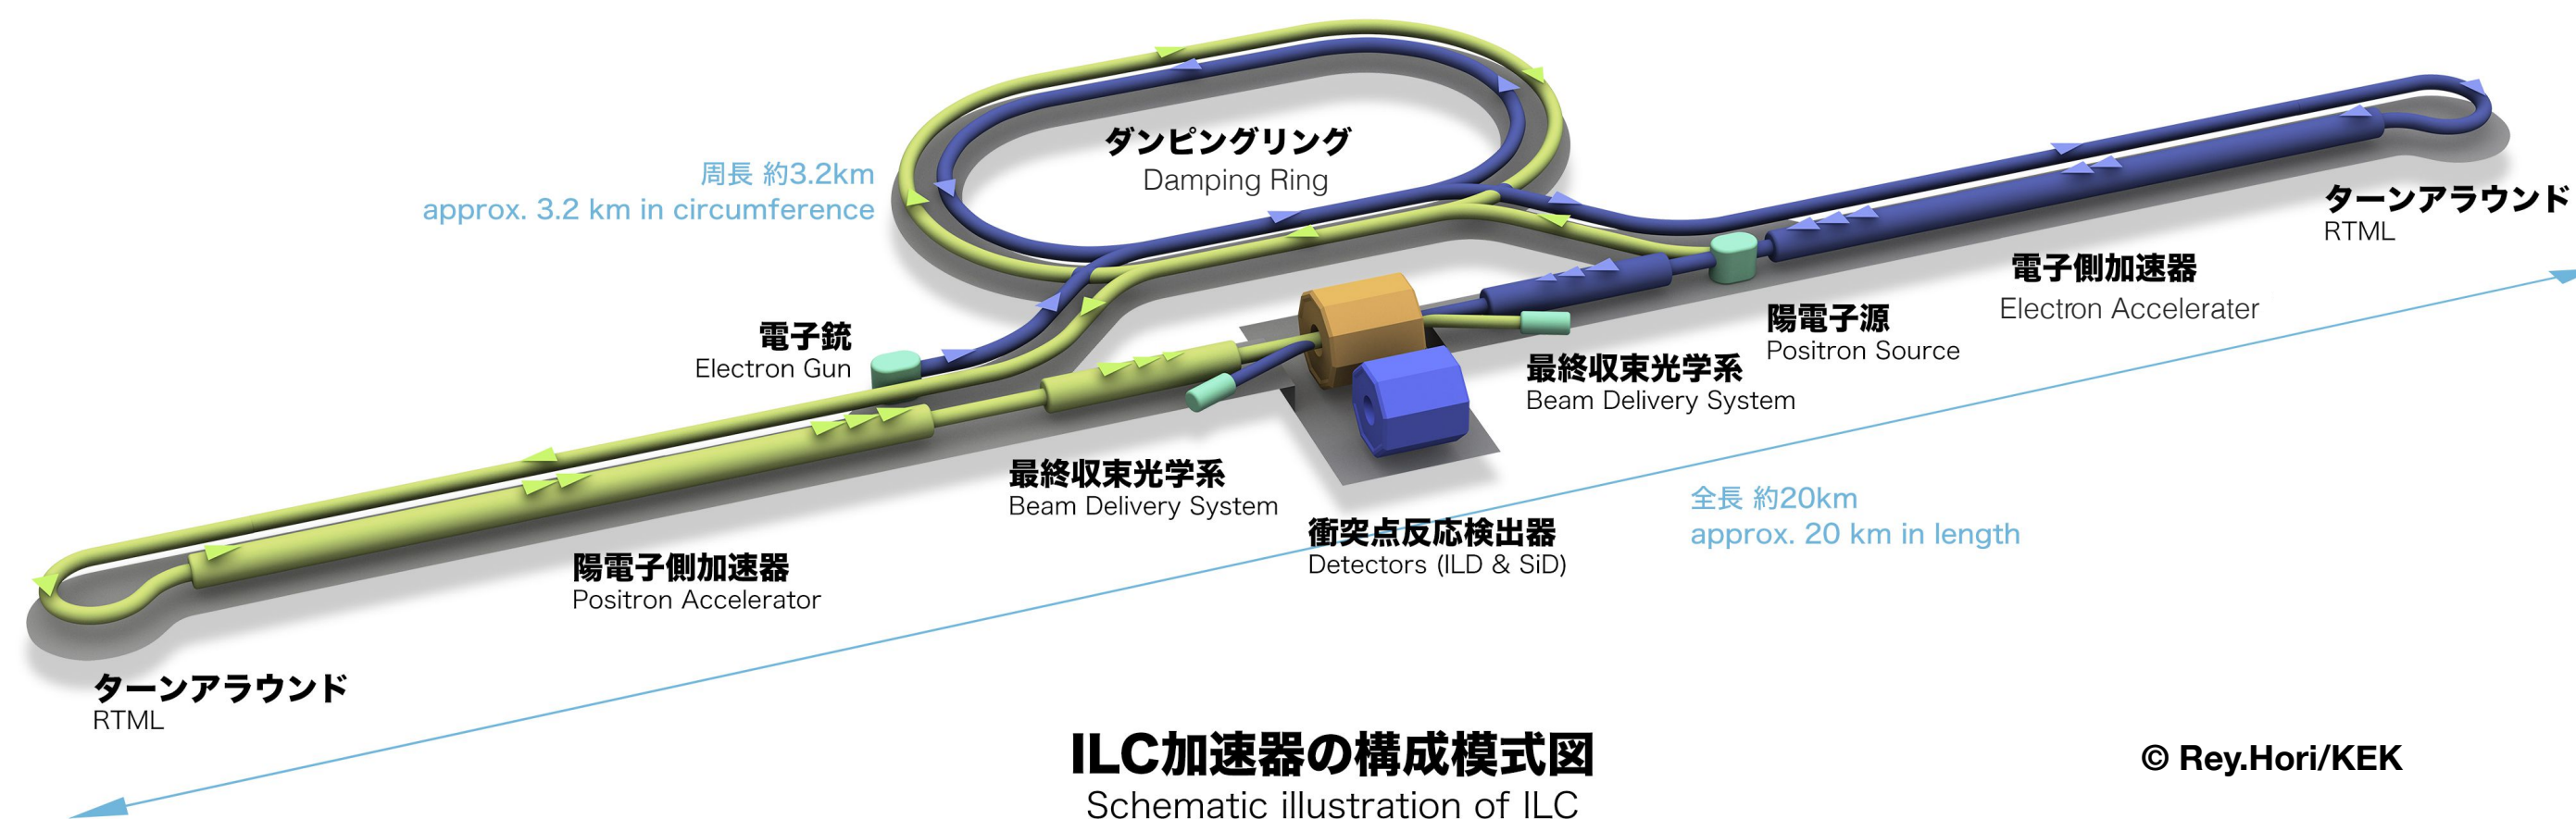 ダンピングリング
Damping Ring
周長 約3.2km
approx. 3.2 km in circumference
ターンアラウンド
RTML
電子側加速器
Electron Accelerater
陽電子源
Positron Source
電子銃
Electron Gun
最終収束光学系
Beam Delivery System
最終収束光学系
Beam Delivery System
衝突点反応検出器
Detectors (ILD & SiD)
全長 約20km
approx. 20 km in length
陽電子側加速器
Positron Accelerator
ターンアラウンド
RTML
ILC加速器の構成模式図
Schematic illustration of ILC
© Rey.Hori/KEK